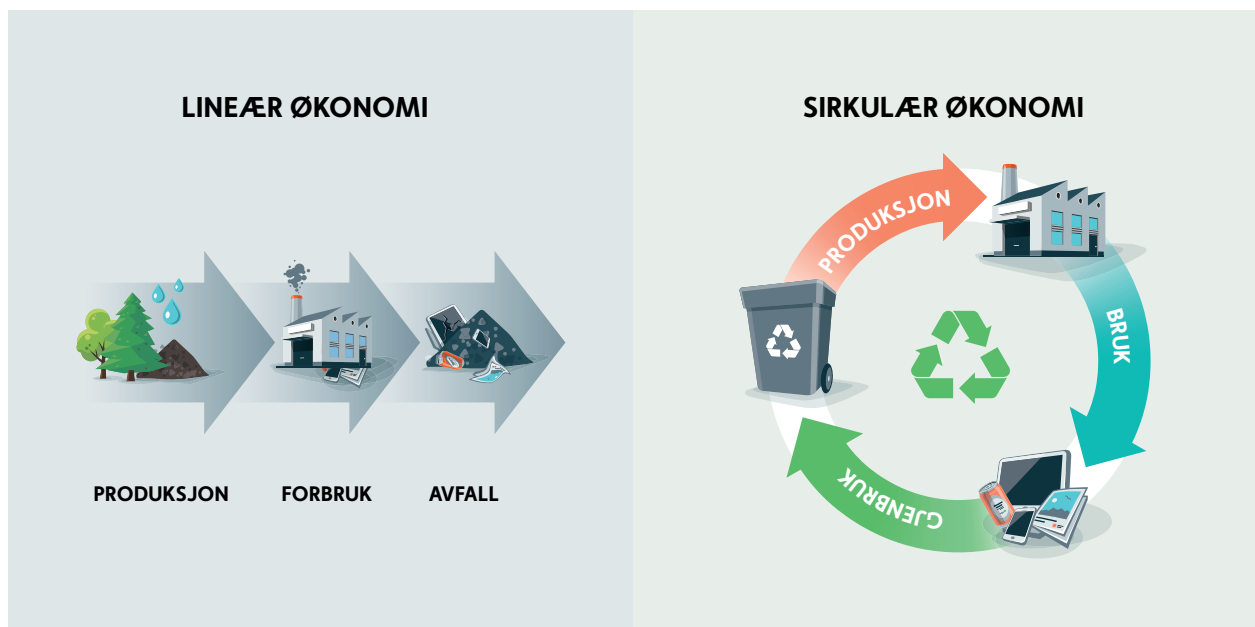 LINEÆR ØKONOMI
PRODUKSJON
FORBRUK
AVFALL
SIRKULÆR ØKONOMI
PRODUKSJON
BRUK
GJENBRUK